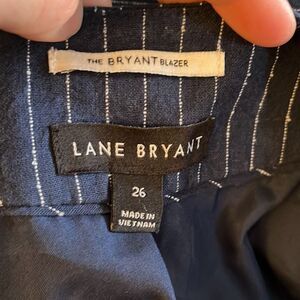 THE BRYANT BLAZER
LANE BRYANT
26
MADE IN
VIETNAM